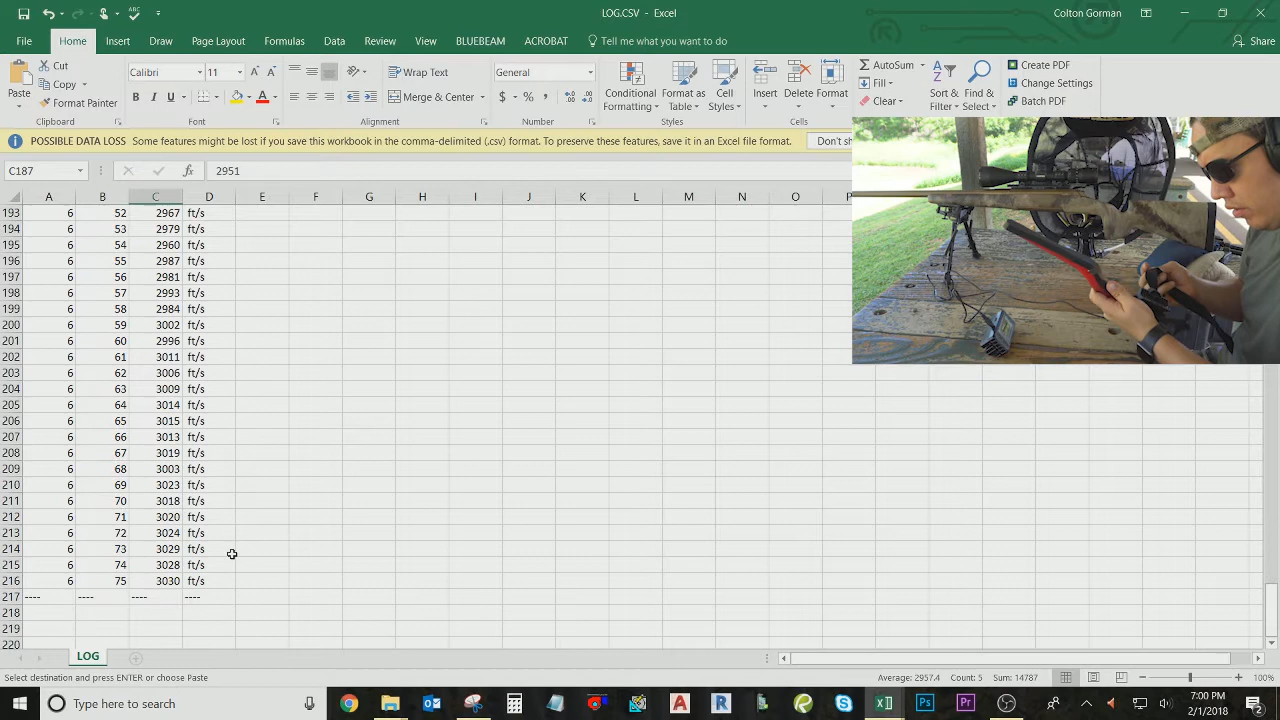 LOG.CSV - Excel
Colton Gorman
File Home Insert Draw Page Layout Formulas Data Review View BLUEBEAM ACROBAT Tell me what you want to do Share
Paste
Cut
Copy
Format Painter
Clipboard
Calibri 11
B I U
Font
Wrap Text
Merge & Center
Alignment
General
$ % ,
Number
Conditional Formatting
Format as Table
Cell Styles
Styles
Insert Delete Format
Cells
AutoSum
Fill
Clear
Sort & Filter
Find & Select
Create PDF
Change Settings
Batch PDF
POSSIBLE DATA LOSS Some features might be lost if you save this workbook in the comma-delimited (.csv) format. To preserve these features, save it in an Excel file format. Don't sh
C187 fx 2951
A B C D E F G H I J K L M N O P
193 6 52 2967 ft/s
194 6 53 2979 ft/s
195 6 54 2960 ft/s
196 6 55 2987 ft/s
197 6 56 2981 ft/s
198 6 57 2993 ft/s
199 6 58 2984 ft/s
200 6 59 3002 ft/s
201 6 60 2996 ft/s
202 6 61 3011 ft/s
203 6 62 3006 ft/s
204 6 63 3009 ft/s
205 6 64 3014 ft/s
206 6 65 3015 ft/s
207 6 66 3013 ft/s
208 6 67 3019 ft/s
209 6 68 3003 ft/s
210 6 69 3023 ft/s
211 6 70 3018 ft/s
212 6 71 3020 ft/s
213 6 72 3024 ft/s
214 6 73 3029 ft/s
215 6 74 3028 ft/s
216 6 75 3030 ft/s
217 ---- ---- ---- ----
218
219
220
LOG
Select destination and press ENTER or choose Paste
Average: 2957.4 Count: 5 Sum: 14787
100%
Type here to search
7:00 PM
2/1/2018